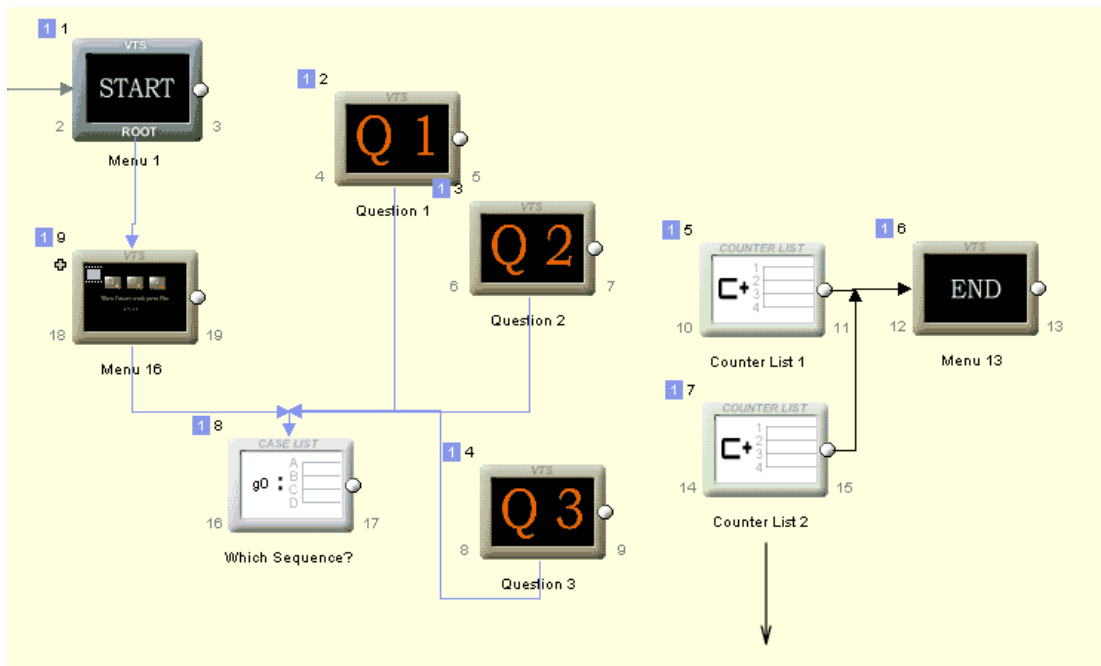 1 1
VTS
START
ROOT
2 3
Menu 1
1 2
VTS
Q 1
4 5
Question 1
1 3
VTS
Q 2
6 7
Question 2
1 9
VTS
18 19
Menu 16
1 5
COUNTER LIST
C+ 1
2
3
4
10 11
Counter List 1
1 6
VTS
END
12 13
Menu 13
1 7
COUNTER LIST
C+ 1
2
3
4
14 15
Counter List 2
1 8
CASE LIST
g0 : A
B
C
D
16 17
Which Sequence?
1 4
VTS
Q 3
8 9
Question 3